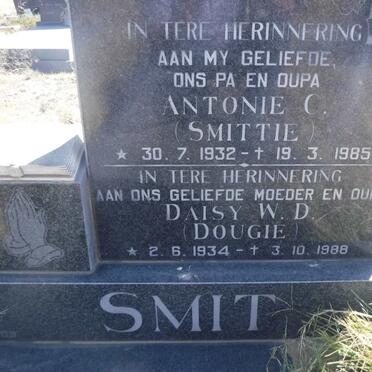 IN TERE HERINNERING
AAN MY GELIEFDE,
ONS PA EN OUPA
ANTONIE C.
(SMITTIE)
★ 30. 7. 1932 - † 19. 3. 1985
IN TERE HERINNERING
AAN ONS GELIEFDE MOEDER EN
DAISY W. D.
(DOUGIE)
★ 2. 6. 1934 - † 3. 10. 1988
SMIT